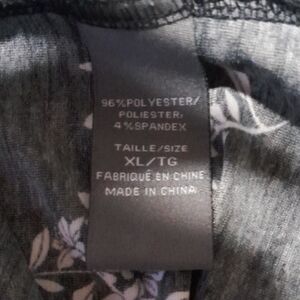 96%POLYESTER/
POLIESTER;
4%SPANDEX
TAILLE/SIZE
XL/TG
FABRIQUÉ EN CHINE
MADE IN CHINA